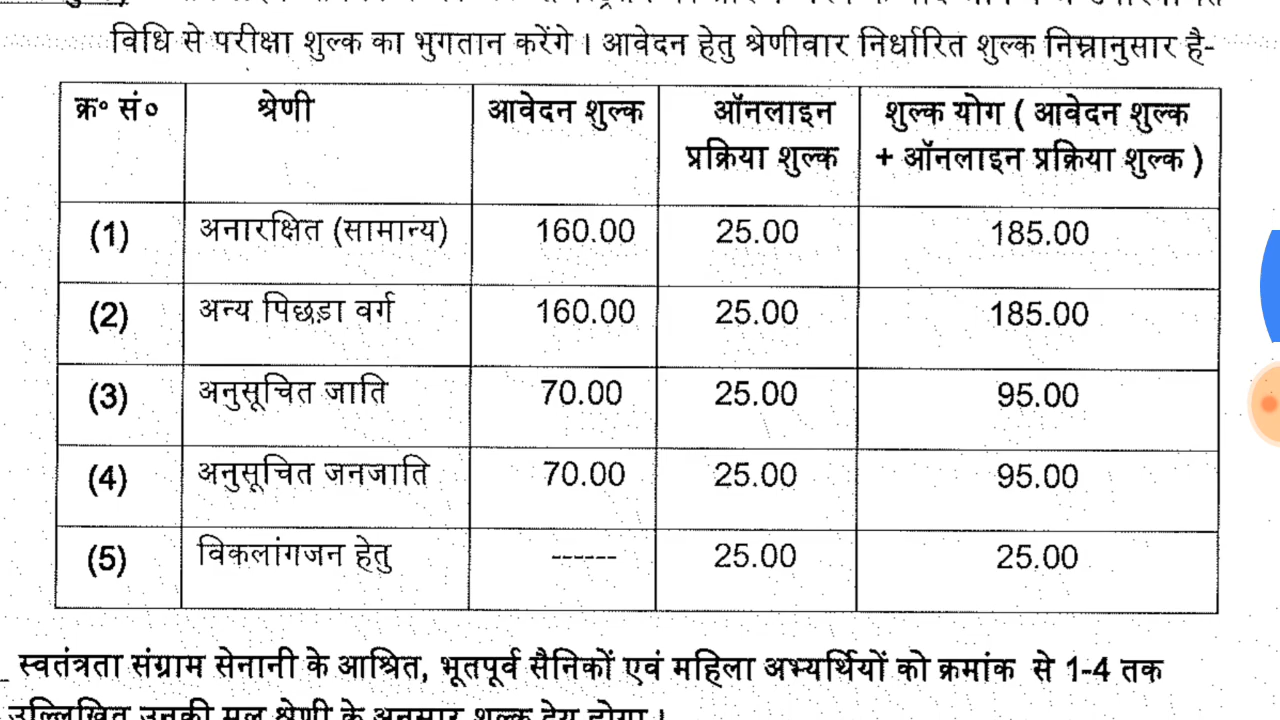 विधि से परीक्षा शुल्क का भुगतान करेंगे । आवेदन हेतु श्रेणीवार निर्धारित शुल्क निम्नानुसार है-
क्र० सं० श्रेणी आवेदन शुल्क ऑनलाइन प्रक्रिया शुल्क शुल्क योग ( आवेदन शुल्क + ऑनलाइन प्रक्रिया शुल्क )
(1) अनारक्षित (सामान्य) 160.00 25.00 185.00
(2) अन्य पिछड़ा वर्ग 160.00 25.00 185.00
(3) अनुसूचित जाति 70.00 25.00 95.00
(4) अनुसूचित जनजाति 70.00 25.00 95.00
(5) विकलांगजन हेतु ------ 25.00 25.00
स्वतंत्रता संग्राम सेनानी के आश्रित, भूतपूर्व सैनिकों एवं महिला अभ्यर्थियों को क्रमांक से 1-4 तक
उल्लिखित उनकी मूल श्रेणी के अनुसार शुल्क देय होगा ।